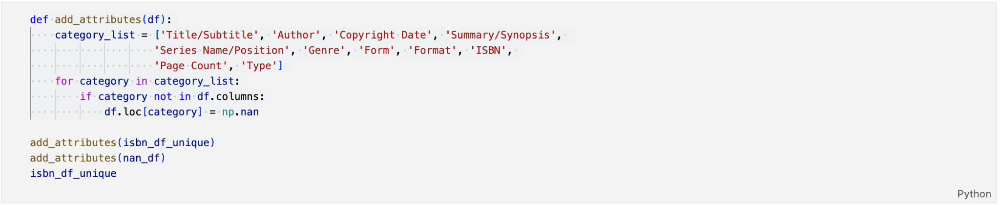 def add_attributes(df):
    category_list = ['Title/Subtitle', 'Author', 'Copyright Date', 'Summary/Synopsis',
                    'Series Name/Position', 'Genre', 'Form', 'Format', 'ISBN',
                    'Page Count', 'Type']
    for category in category_list:
        if category not in df.columns:
            df.loc[category] = np.nan
add_attributes(isbn_df_unique)
add_attributes(nan_df)
isbn_df_unique
Python